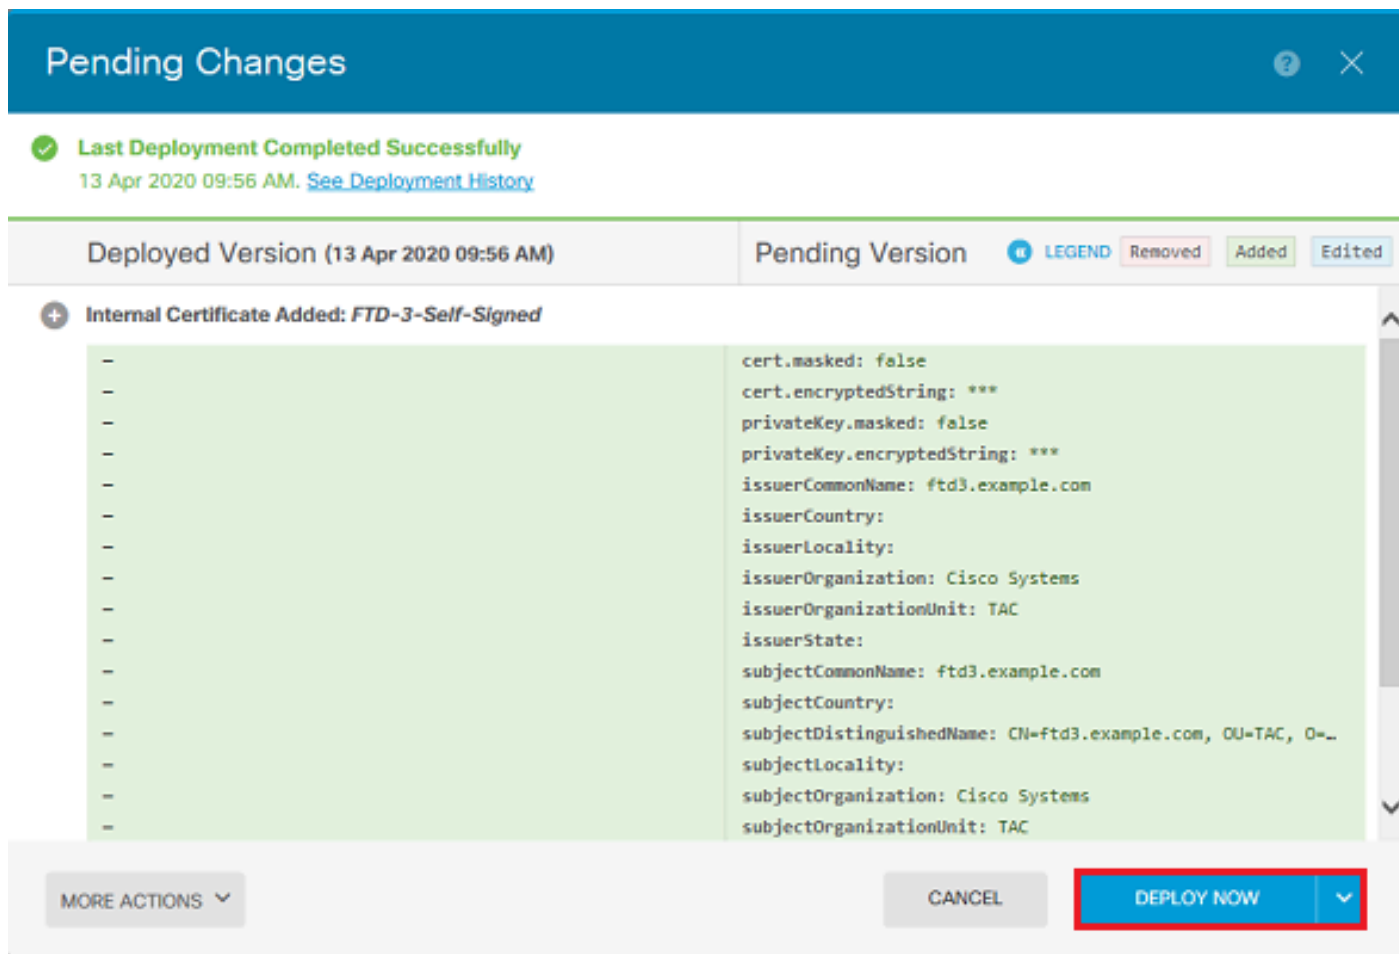 Pending Changes
Last Deployment Completed Successfully
13 Apr 2020 09:56 AM. See Deployment History
Deployed Version (13 Apr 2020 09:56 AM)
Pending Version LEGEND Removed Added Edited
Internal Certificate Added: FTD-3-Self-Signed
– cert.masked: false
– cert.encryptedString: ***
– privateKey.masked: false
– privateKey.encryptedString: ***
– issuerCommonName: ftd3.example.com
– issuerCountry:
– issuerLocality:
– issuerOrganization: Cisco Systems
– issuerOrganizationUnit: TAC
– issuerState:
– subjectCommonName: ftd3.example.com
– subjectCountry:
– subjectDistinguishedName: CN=ftd3.example.com, OU=TAC, O=…
– subjectLocality:
– subjectOrganization: Cisco Systems
– subjectOrganizationUnit: TAC
MORE ACTIONS
CANCEL
DEPLOY NOW